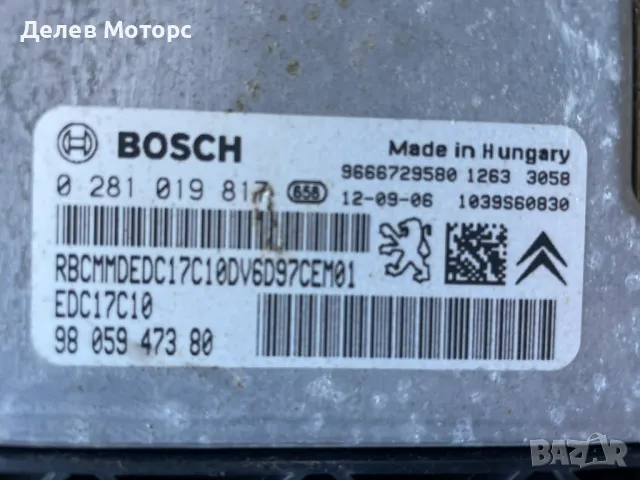 Делев Моторс
BOSCH
Made in Hungary
0 281 019 817
658
9666729580 1263 3058
12-09-06 1039S60830
RBCMMDEDC17C10DV6D97CEM01
EDC17C10
98 059 473 80
BAZAR